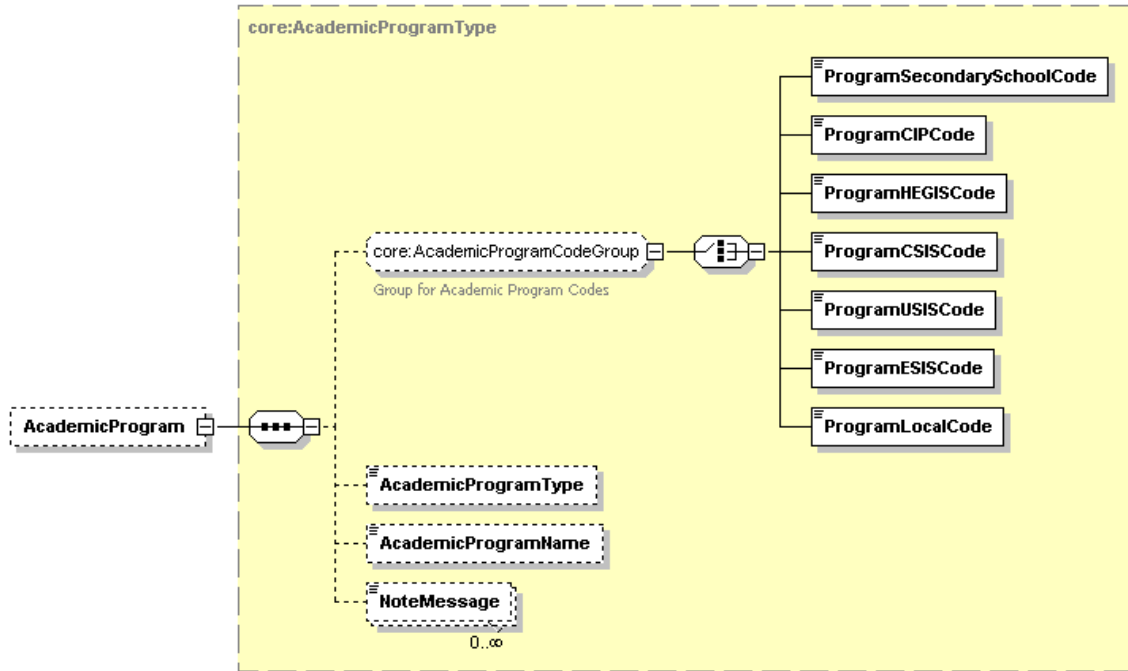 core:AcademicProgramType
ProgramSecondarySchoolCode
ProgramCIPCode
ProgramHEGISCode
core:AcademicProgramCodeGroup
ProgramCSISCode
Group for Academic Program Codes
ProgramUSISCode
ProgramESISCode
AcademicProgram
ProgramLocalCode
AcademicProgramType
AcademicProgramName
NoteMessage
0..∞